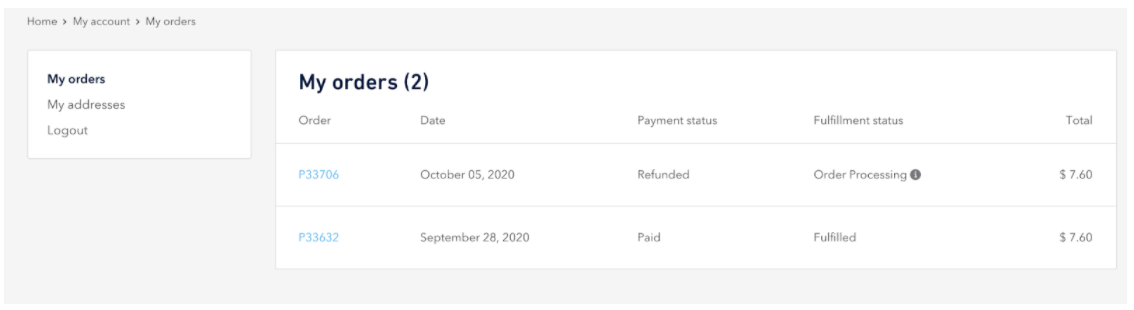 Home > My account > My orders
My orders
My addresses
Logout
My orders (2)
Order Date Payment status Fulfillment status Total
P33706 October 05, 2020 Refunded Order Processing $ 7.60
P33632 September 28, 2020 Paid Fulfilled $ 7.60